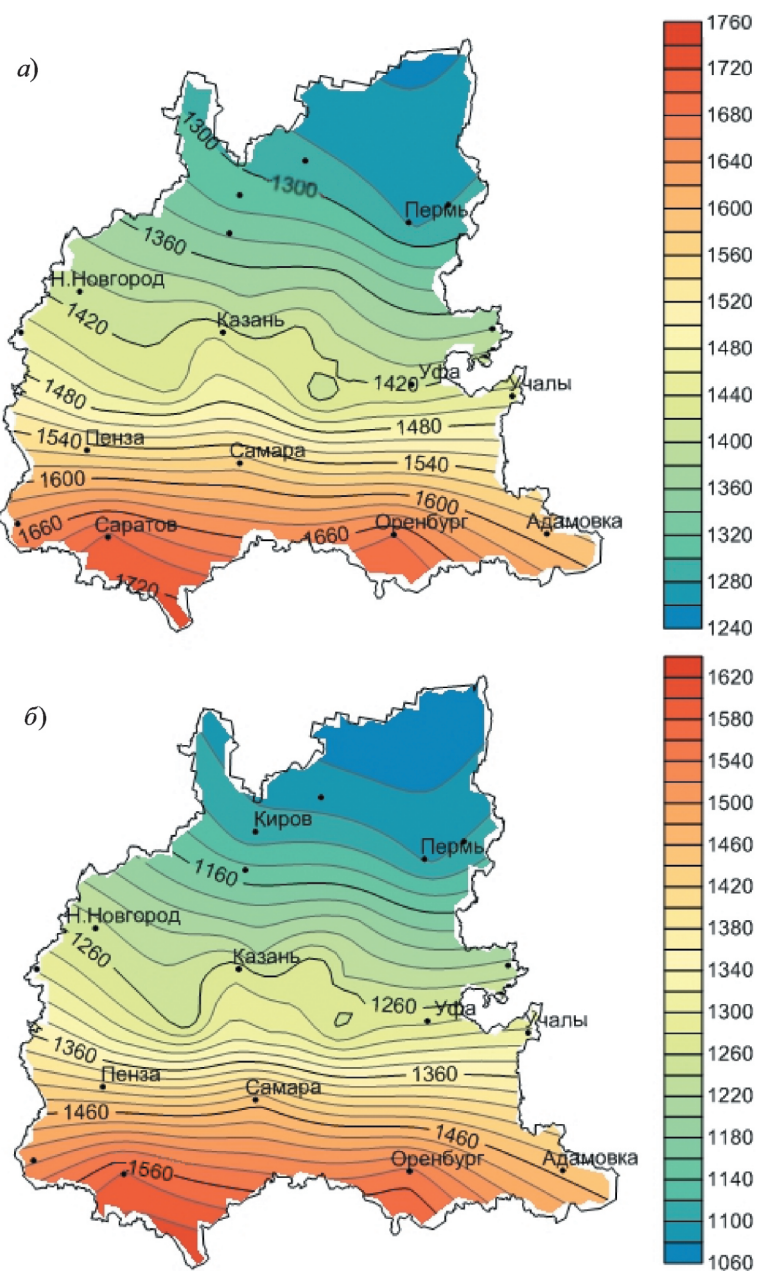 а)
1300
1300
Пермь
1360
Н.Новгород
1420
Казань
1420
Уфа
Учалы
1480
1480
1540
Пенза
Самара
1540
1600
1600
1660
Саратов
1660
Оренбург
Адамовка
1720
1760
1720
1680
1640
1600
1560
1520
1480
1440
1400
1360
1320
1280
1240
б)
Киров
Пермь
1160
Н.Новгород
1260
Казань
1260
Уфа
Учалы
1360
1360
Пенза
Самара
1460
1460
1560
Оренбург
Адамовка
1620
1580
1540
1500
1460
1420
1380
1340
1300
1260
1220
1180
1140
1100
1060